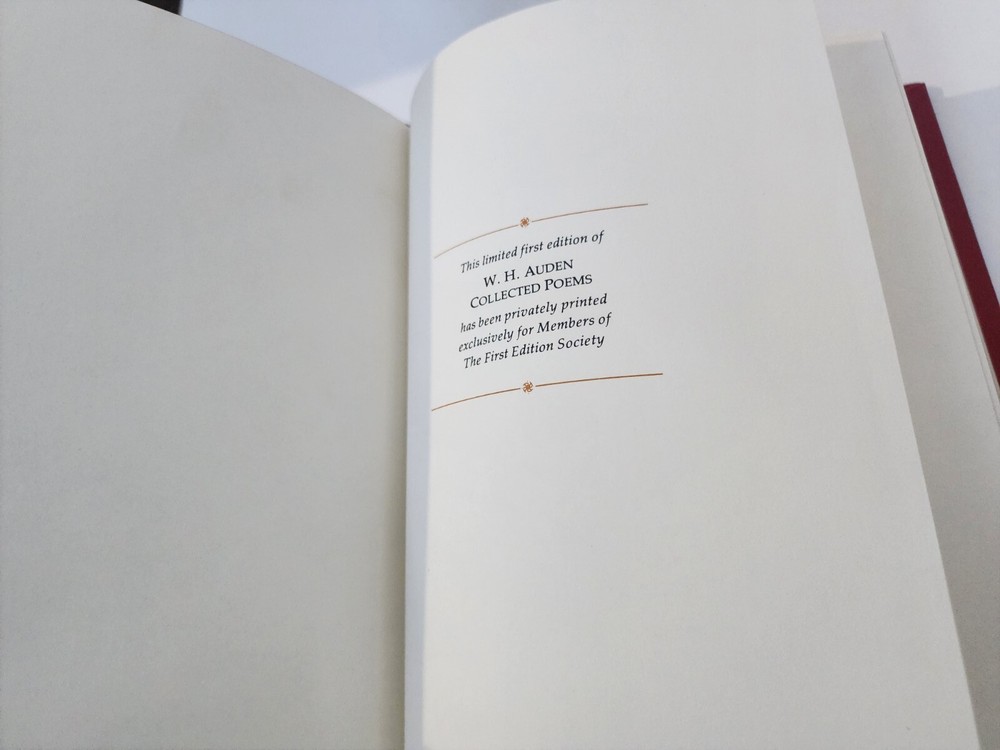 This limited first edition of
W. H. AUDEN
COLLECTED POEMS
has been privately printed
exclusively for Members of
The First Edition Society